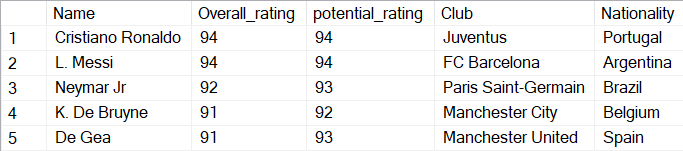 Name Overall_rating potential_rating Club Nationality
1 Cristiano Ronaldo 94 94 Juventus Portugal
2 L. Messi 94 94 FC Barcelona Argentina
3 Neymar Jr 92 93 Paris Saint-Germain Brazil
4 K. De Bruyne 91 92 Manchester City Belgium
5 De Gea 91 93 Manchester United Spain